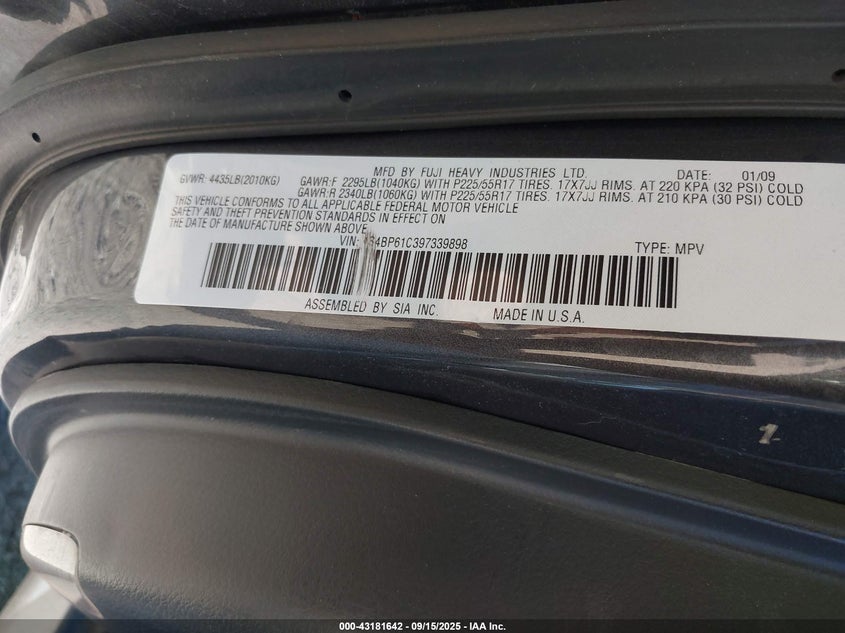 MFD BY FUJI HEAVY INDUSTRIES LTD. DATE: 01/09
GVWR: 4435LB(2010KG) GAWR:F 2295LB(1040KG) WITH P225/55R17 TIRES. 17X7JJ RIMS. AT 220 KPA (32 PSI) COLD
GAWR:R 2340LB(1060KG) WITH P225/55R17 TIRES. 17X7JJ RIMS. AT 210 KPA (30 PSI) COLD
THIS VEHICLE CONFORMS TO ALL APPLICABLE FEDERAL MOTOR VEHICLE
SAFETY AND THEFT PREVENTION STANDARDS IN EFFECT ON
THE DATE OF MANUFACTURE SHOWN ABOVE.
VIN: TYPE: MPV
ASSEMBLED BY SIA INC. MADE IN U.S.A.
1
000-43181642 - 09/15/2025 - IAA Inc.